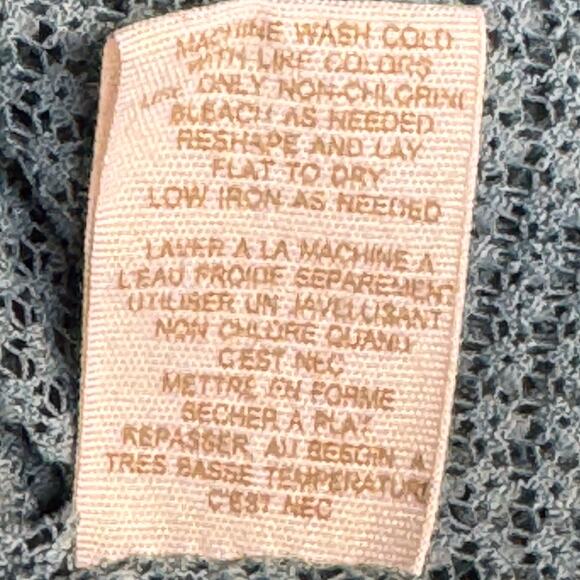 MACHINE WASH COLD
WITH LIKE COLORS
USE ONLY NON-CHLORINE
BLEACH AS NEEDED
RESHAPE AND LAY
FLAT TO DRY
LOW IRON AS NEEDED
LAVER A LA MACHINE A
L'EAU FROIDE SEPAREMENT
UTILISER UN JAVELLISANT
NON CHLORE QUAND
C'EST NEC
METTRE EN FORME
SECHER A PLAT
REPASSER AU BESOIN A
TRES BASSE TEMPERATURE
C'EST NEC